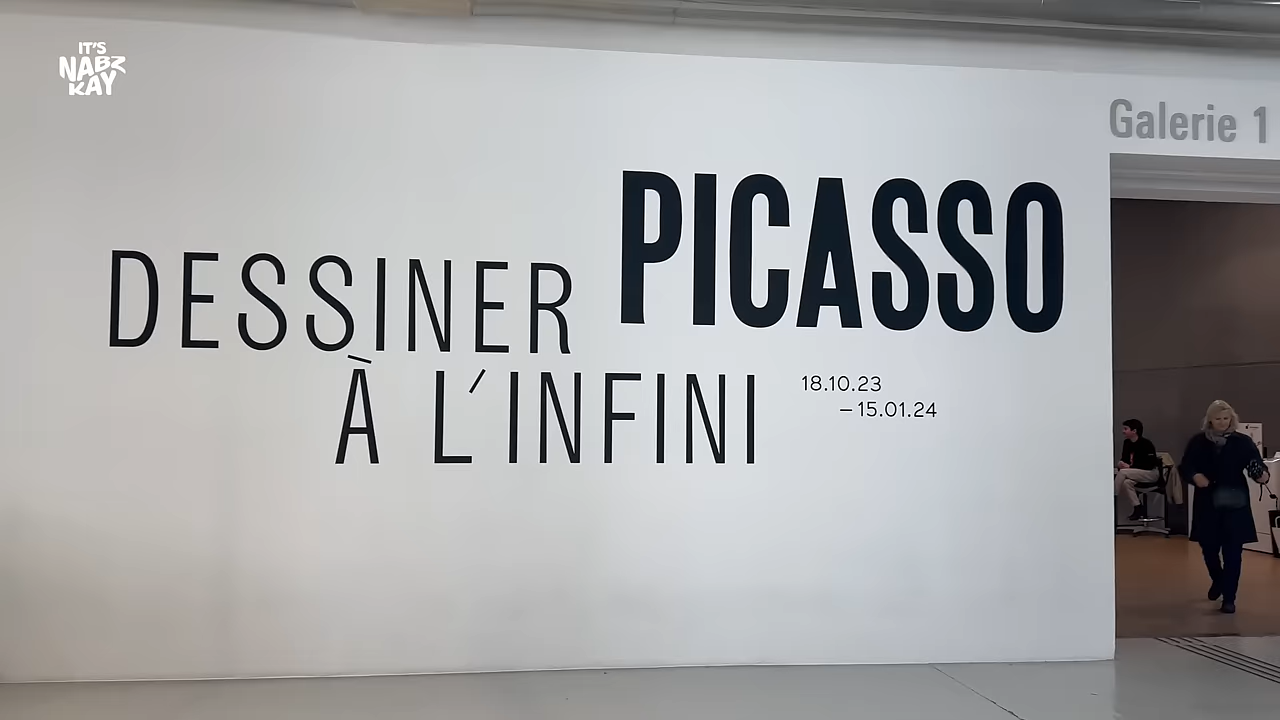 IT'S
NABZ
KAY
Galerie 1
PICASSO
DESSINER
À L'INFINI
18.10.23
–15.01.24